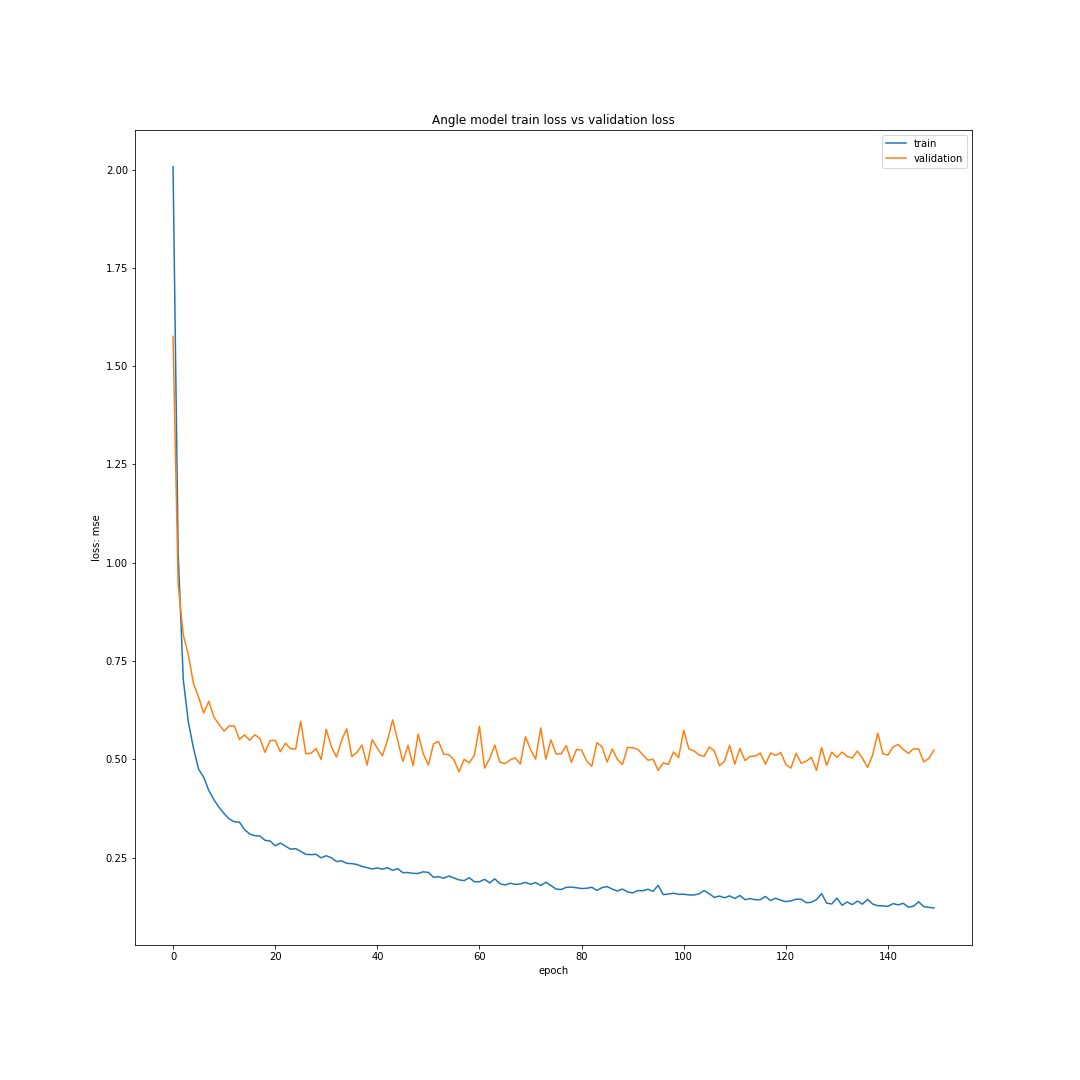 Angle model train loss vs validation loss
train
validation
2.00
1.75
1.50
1.25
1.00
0.75
0.50
0.25
loss: mse
0 20 40 60 80 100 120 140
epoch